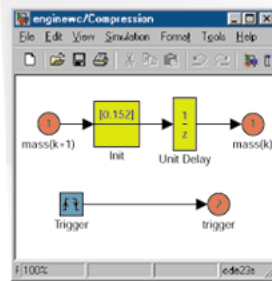 enginewc/Compression
File Edit View Simulation Format Tools Help
1
[0.152]
1
z
1
mass(k+1)
Init
Unit Delay
mass(k)
2
Trigger
trigger
100%
ode23s